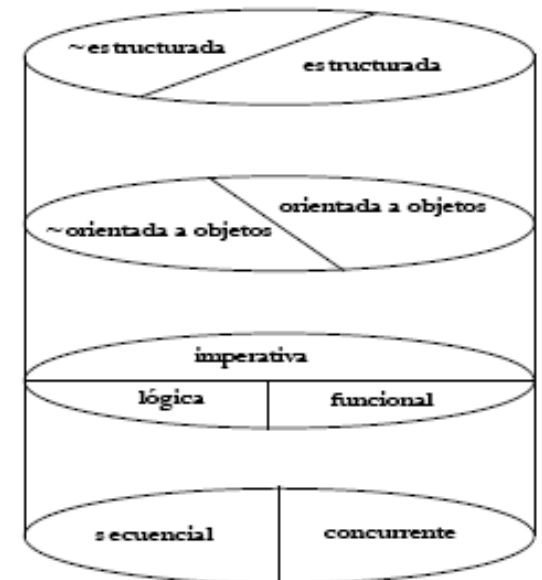 ~estructurada
estructurada
orientada a objetos
~orientada a objetos
imperativa
lógica
funcional
secuencial
concurrente